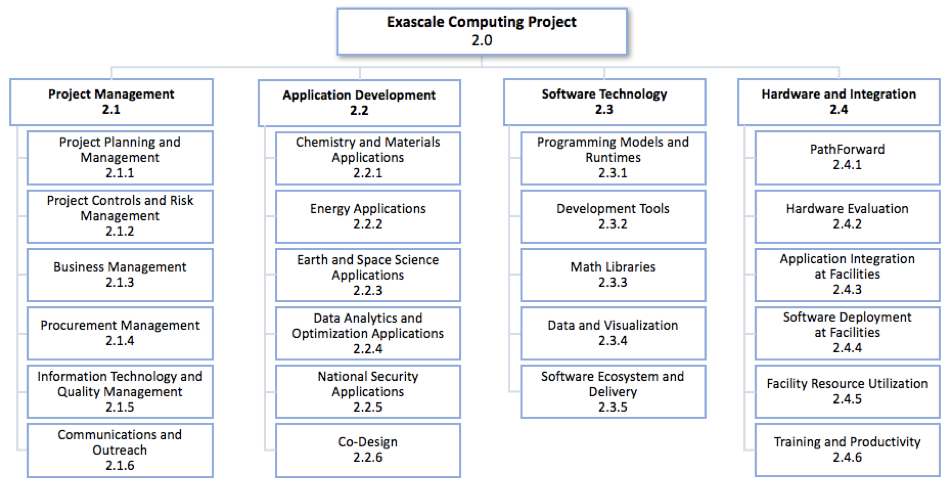 Exascale Computing Project
2.0
Project Management
2.1
Project Planning and
Management
2.1.1
Project Controls and Risk
Management
2.1.2
Business Management
2.1.3
Procurement Management
2.1.4
Information Technology and
Quality Management
2.1.5
Communications and
Outreach
2.1.6
Application Development
2.2
Chemistry and Materials
Applications
2.2.1
Energy Applications
2.2.2
Earth and Space Science
Applications
2.2.3
Data Analytics and
Optimization Applications
2.2.4
National Security
Applications
2.2.5
Co-Design
2.2.6
Software Technology
2.3
Programming Models and
Runtimes
2.3.1
Development Tools
2.3.2
Math Libraries
2.3.3
Data and Visualization
2.3.4
Software Ecosystem and
Delivery
2.3.5
Hardware and Integration
2.4
PathForward
2.4.1
Hardware Evaluation
2.4.2
Application Integration
at Facilities
2.4.3
Software Deployment
at Facilities
2.4.4
Facility Resource Utilization
2.4.5
Training and Productivity
2.4.6